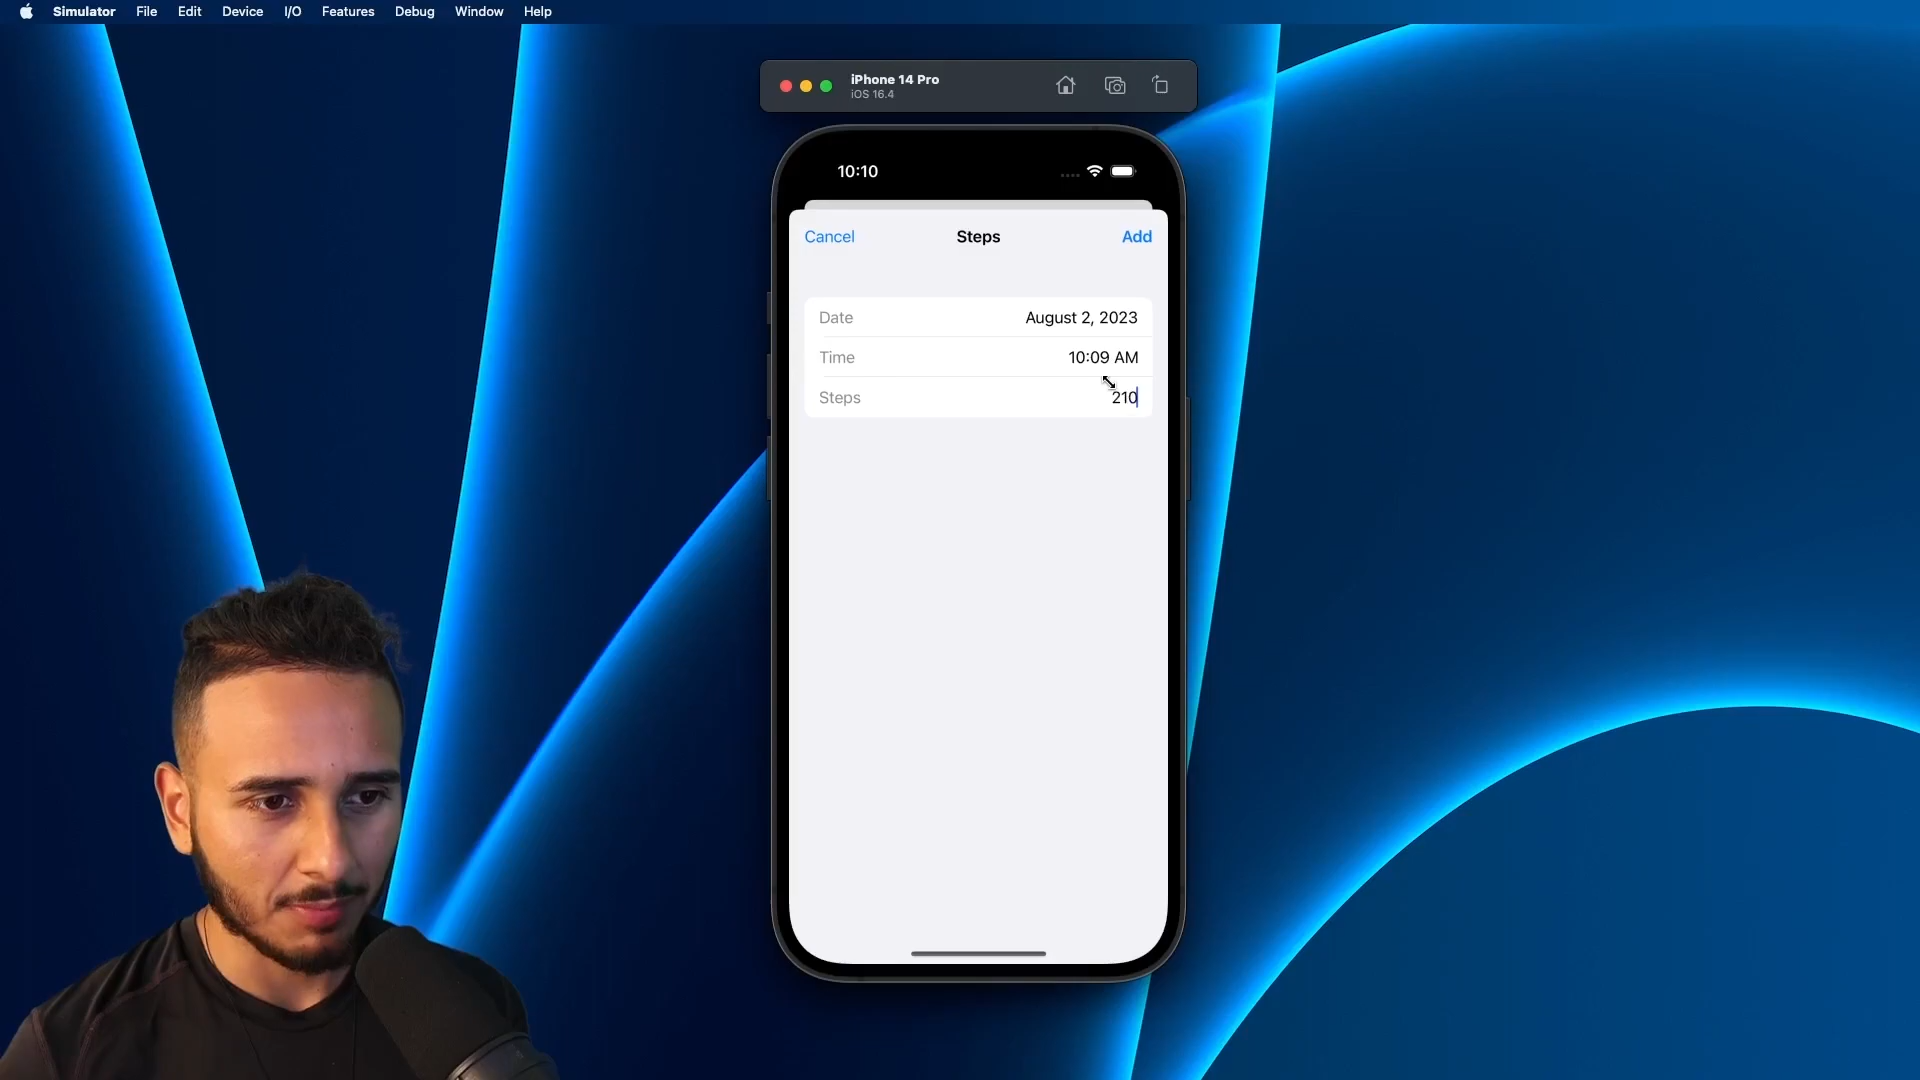 Simulator File Edit Device I/O Features Debug Window Help
iPhone 14 Pro
iOS 16.4
10:10
Cancel Steps Add
Date August 2, 2023
Time 10:09 AM
Steps 210